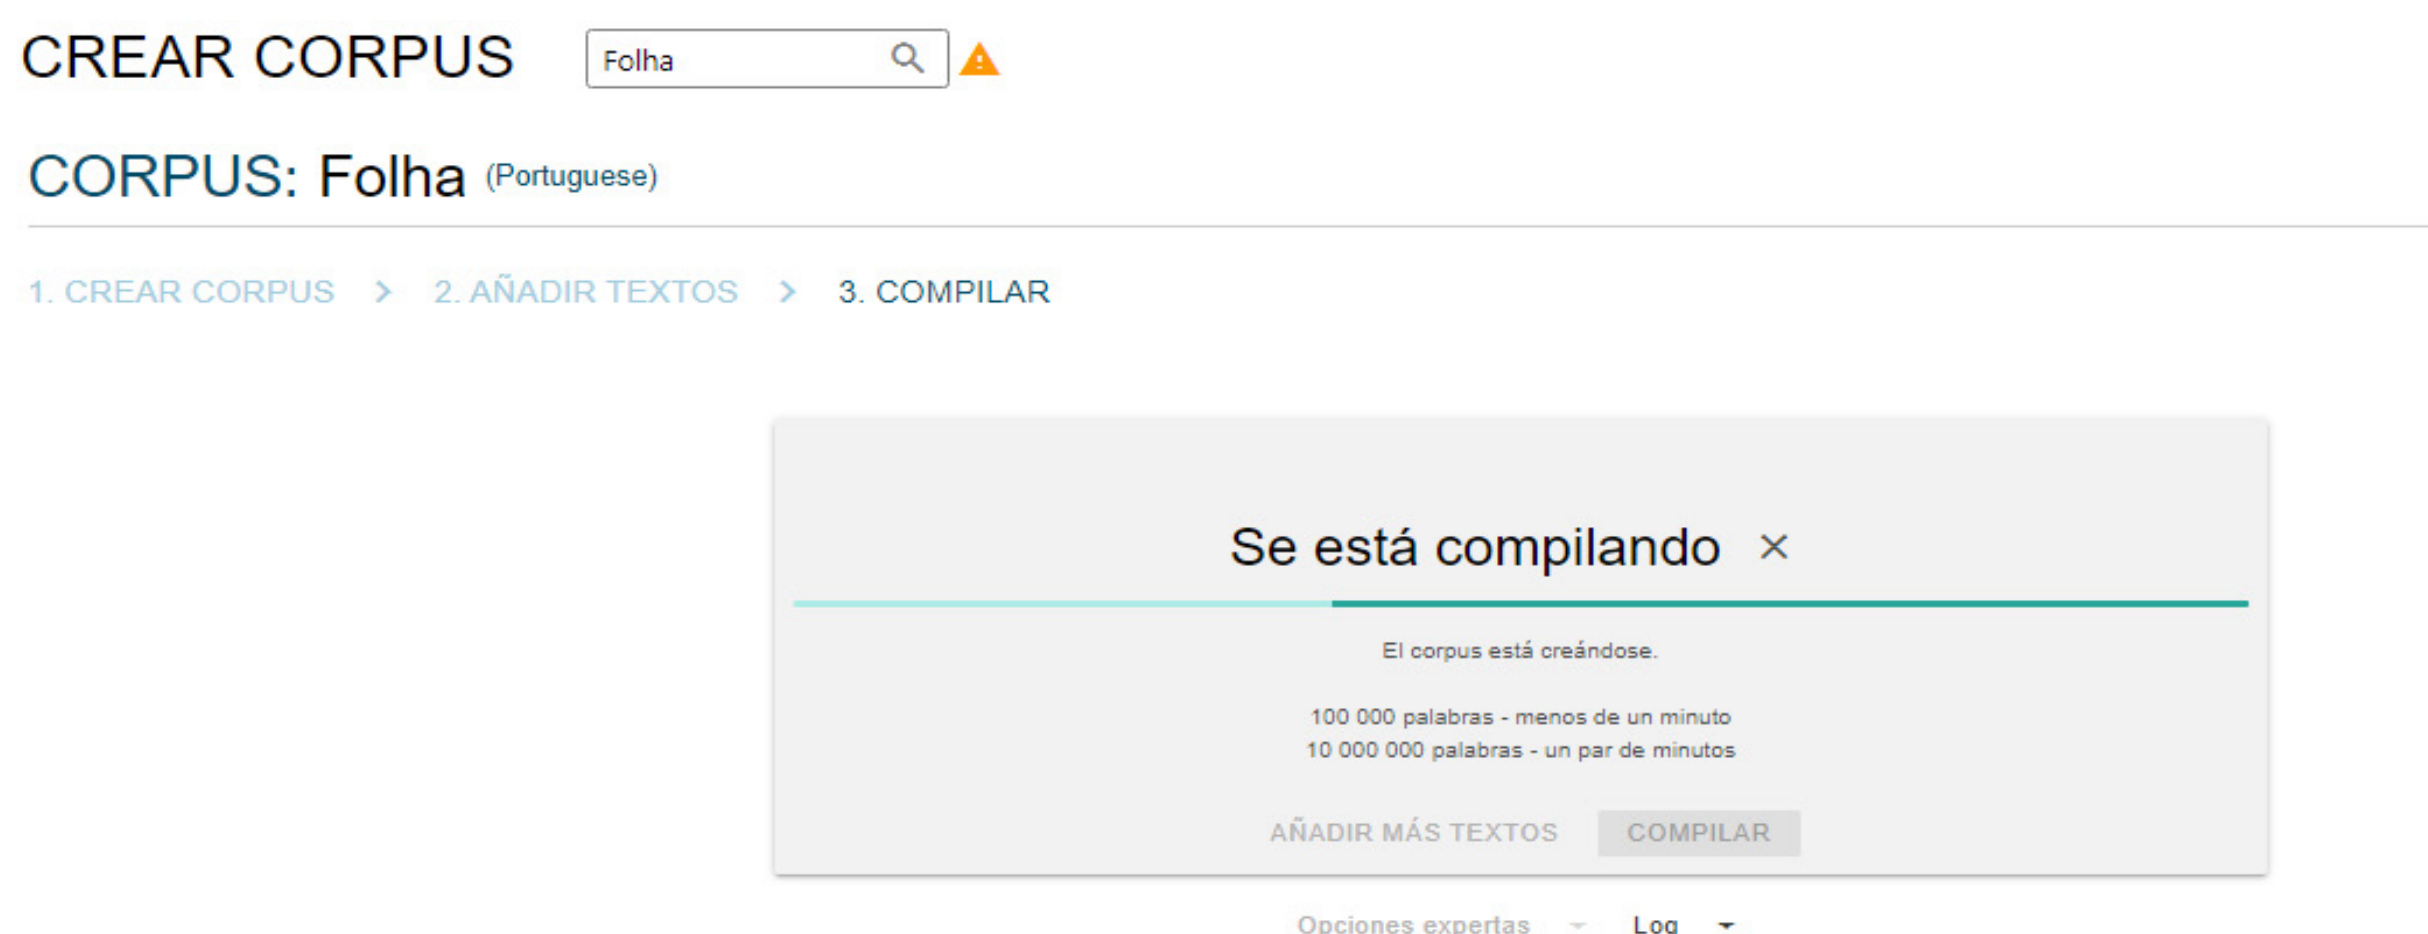 CREAR CORPUS Folha
CORPUS: Folha (Portuguese)
1. CREAR CORPUS > 2. AÑADIR TEXTOS > 3. COMPILAR
Se está compilando ×
El corpus está creándose.
100 000 palabras - menos de un minuto
10 000 000 palabras - un par de minutos
AÑADIR MÁS TEXTOS COMPILAR
Opciones expertas Log